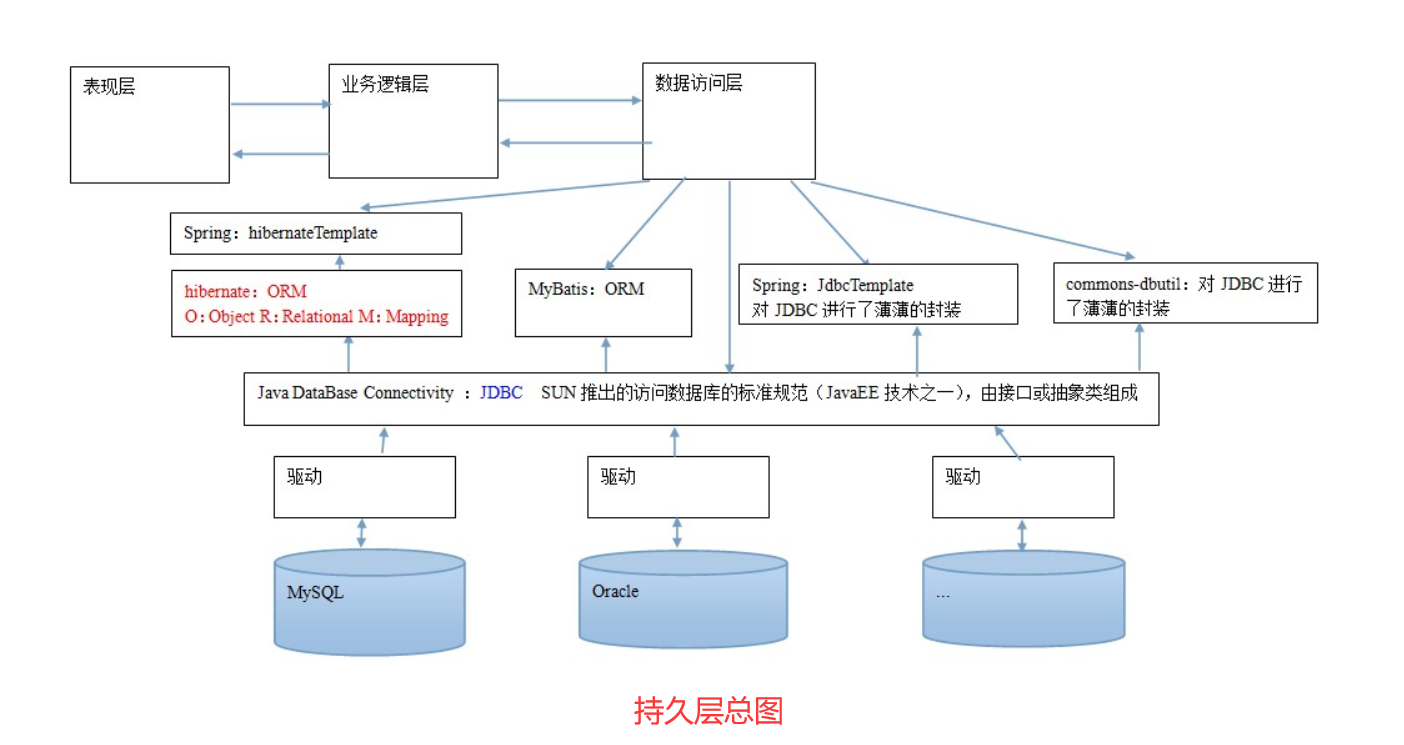 表现层
业务逻辑层
数据访问层
Spring：hibernateTemplate
hibernate：ORM
O：Object R：Relational M：Mapping
MyBatis：ORM
Spring：JdbcTemplate
对 JDBC 进行了薄薄的封装
commons-dbutil：对 JDBC 进行
了薄薄的封装
Java DataBase Connectivity ：JDBC SUN 推出的访问数据库的标准规范（JavaEE 技术之一），由接口或抽象类组成
驱动
驱动
驱动
MySQL
Oracle
...
持久层总图